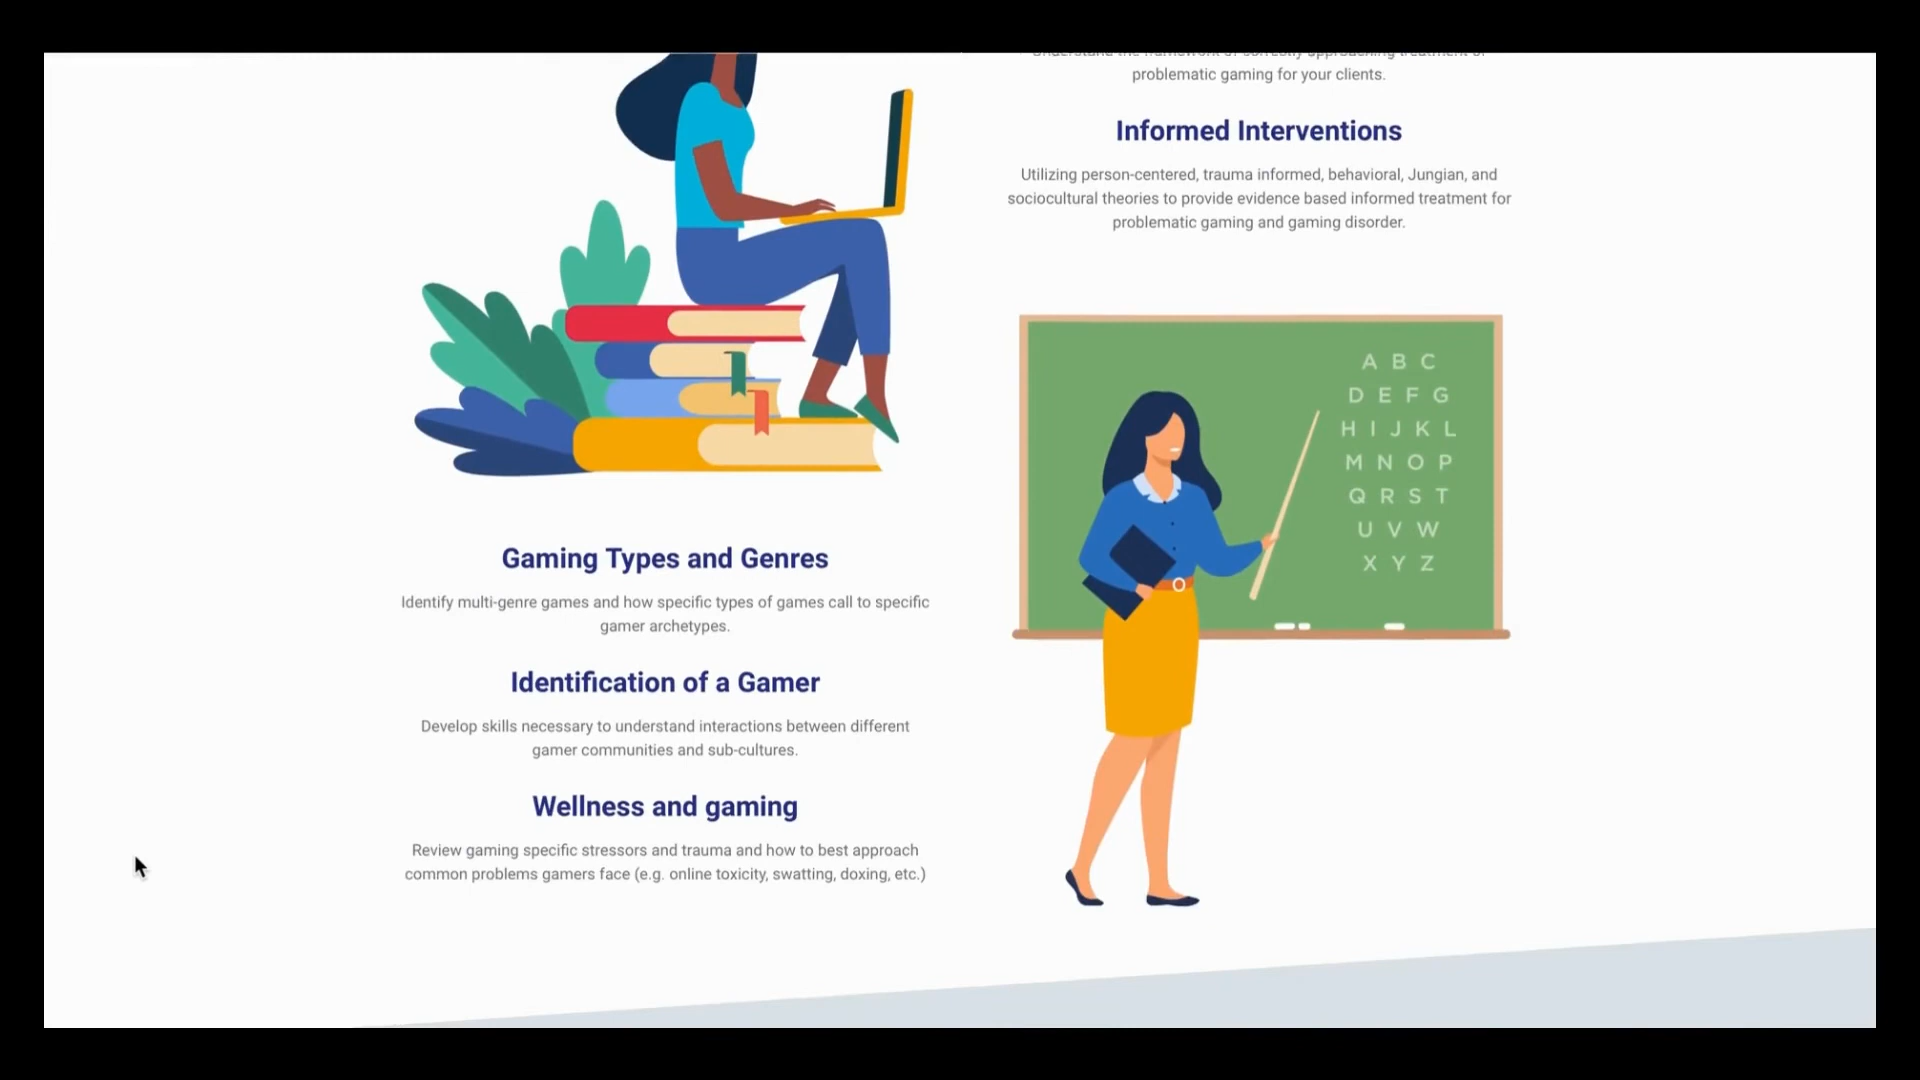 problematic gaming for your clients.
Informed Interventions
Utilizing person-centered, trauma informed, behavioral, Jungian, and
sociocultural theories to provide evidence based informed treatment for
problematic gaming and gaming disorder.
A B C
D E F G
H I J K L
M N O P
Q R S T
U V W
X Y Z
Gaming Types and Genres
Identify multi-genre games and how specific types of games call to specific
gamer archetypes.
Identification of a Gamer
Develop skills necessary to understand interactions between different
gamer communities and sub-cultures.
Wellness and gaming
Review gaming specific stressors and trauma and how to best approach
common problems gamers face (e.g. online toxicity, swatting, doxing, etc.)